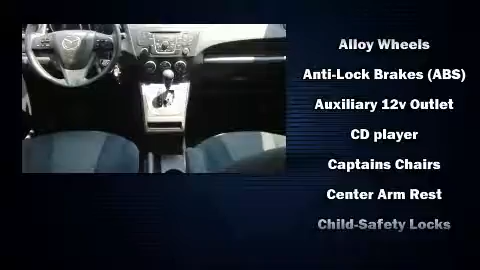 Alloy Wheels
Anti-Lock Brakes (ABS)
Auxiliary 12v Outlet
CD player
Captains Chairs
Center Arm Rest
Child-Safety Locks